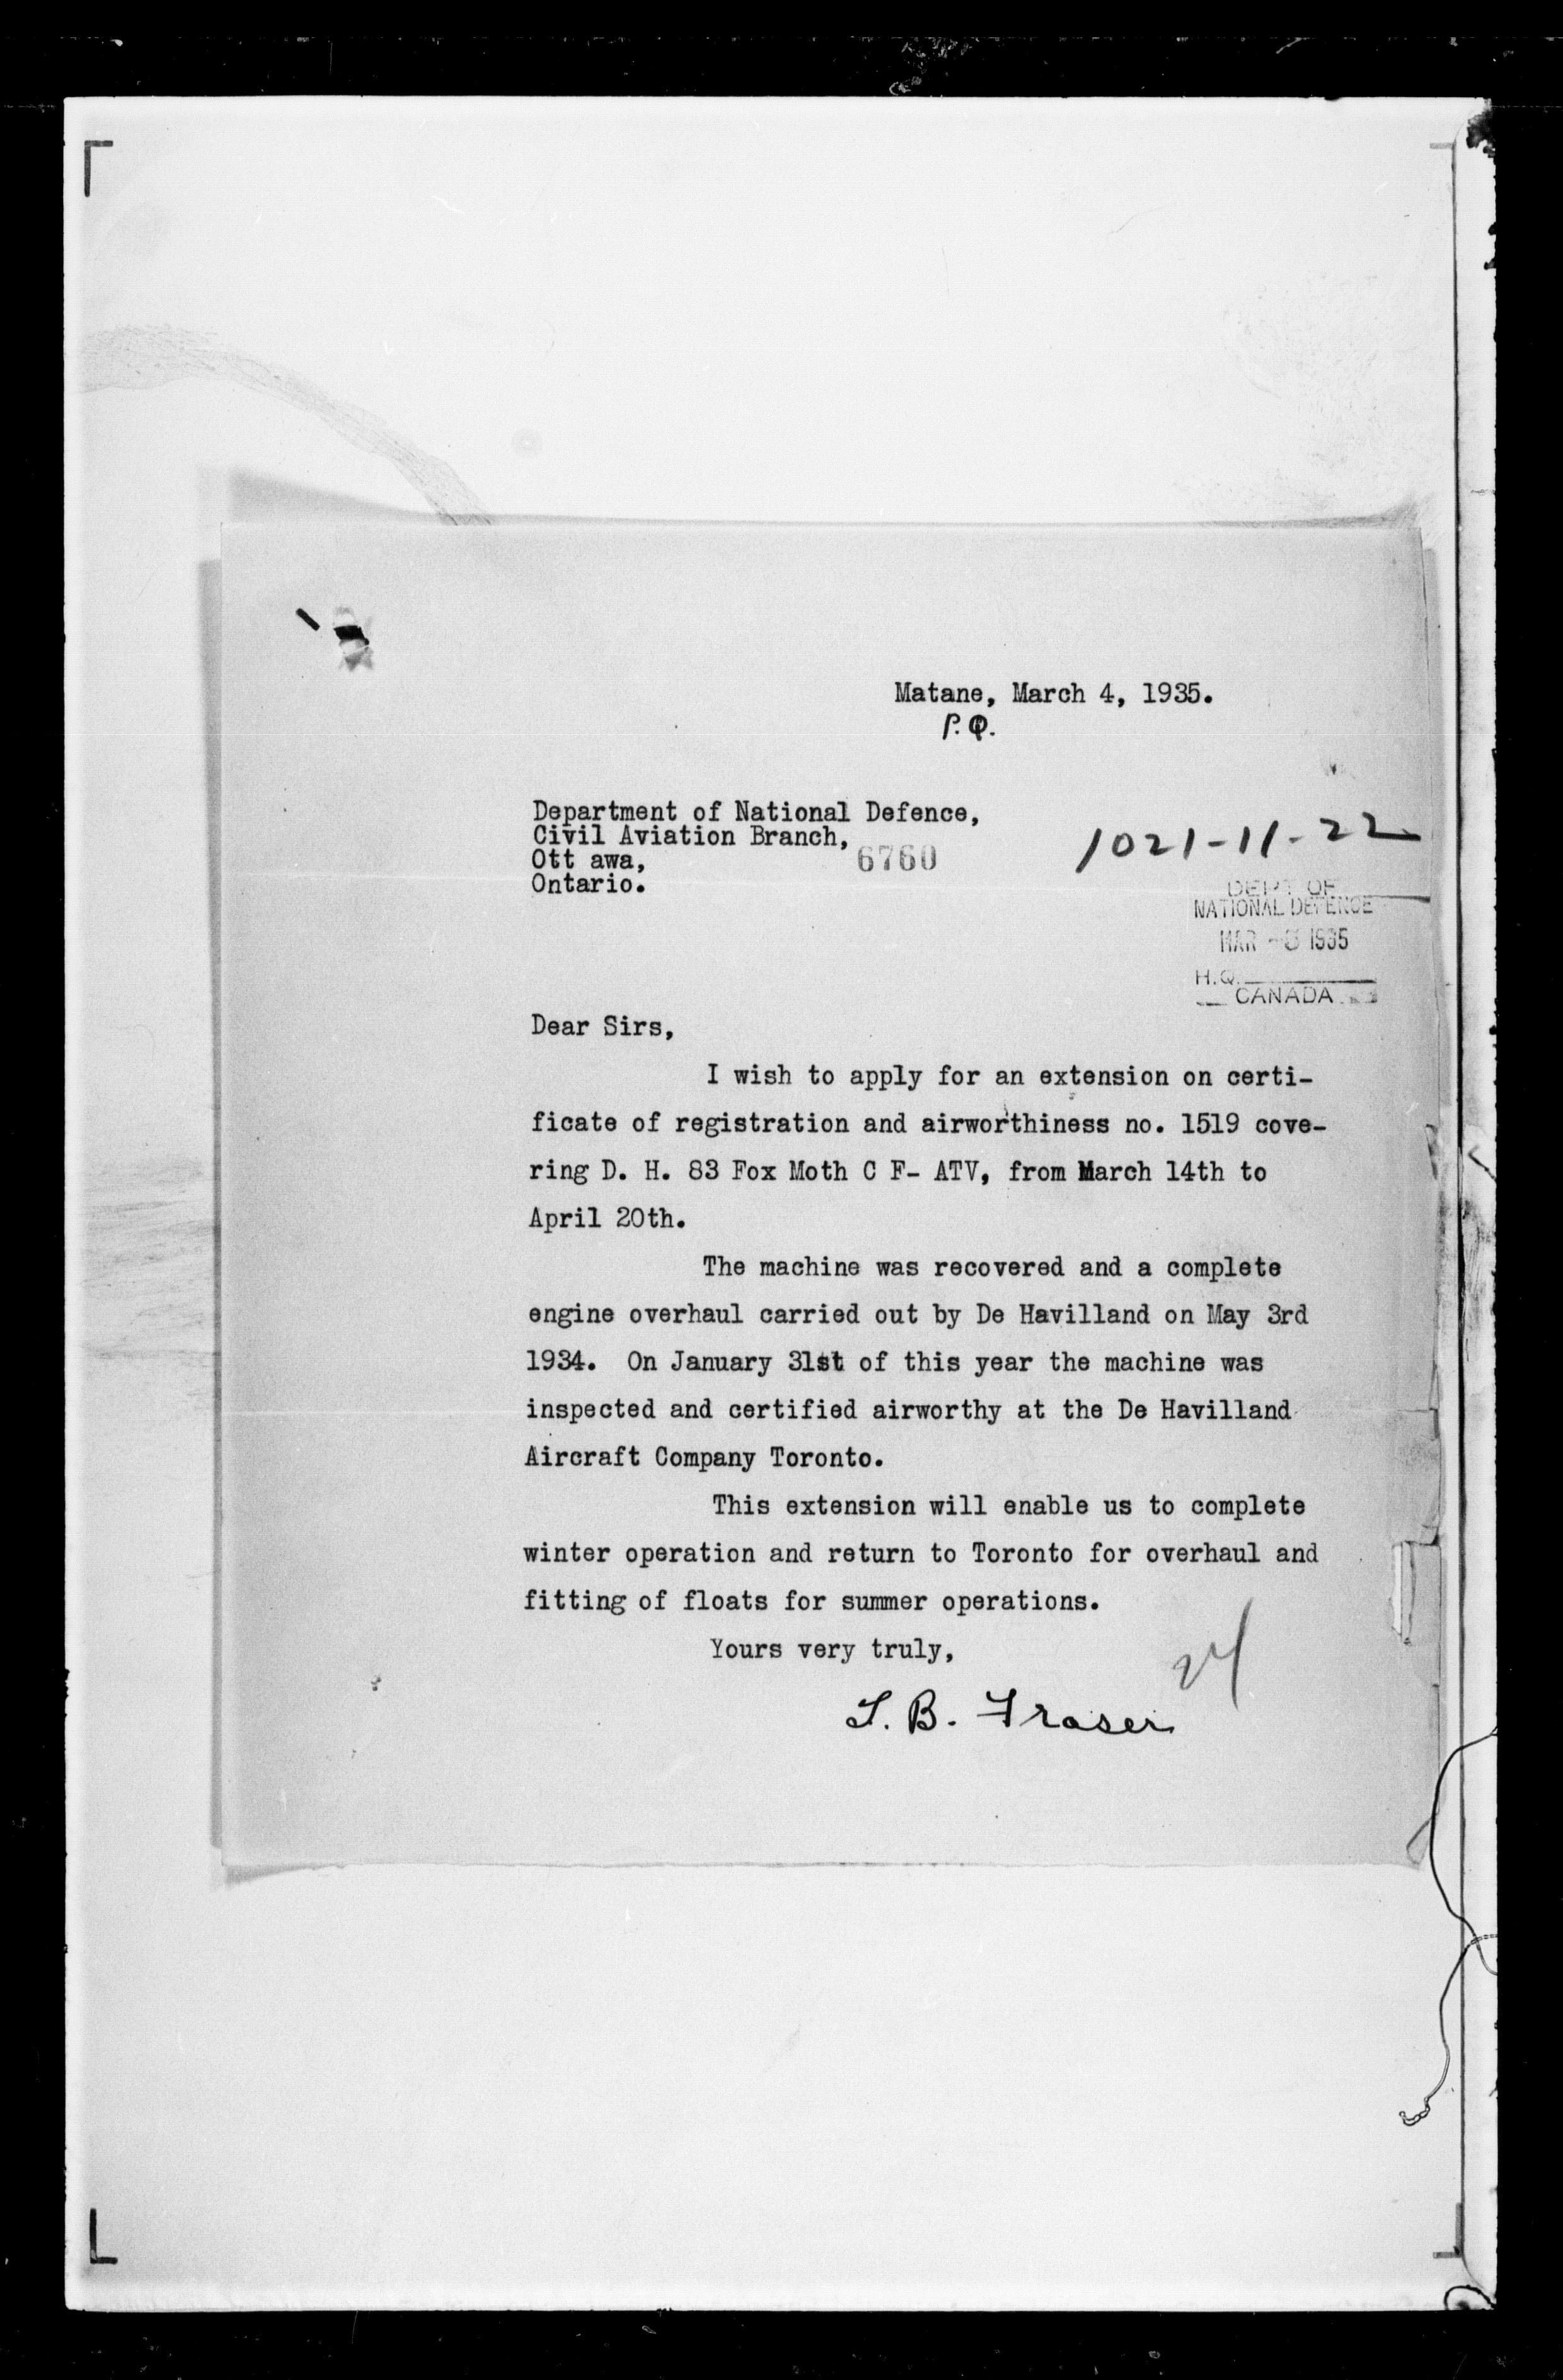 Matane, March 4, 1935.
P.Q.
Department of National Defence,
Civil Aviation Branch,
Ott awa,
Ontario.
6760
1021-11-22
DEPT OF
NATIONAL DEFENCE
MAR 1935
H.Q.
CANADA
Dear Sirs,
I wish to apply for an extension on certi-
ficate of registration and airworthiness no. 1519 cove-
ring D. H. 83 Fox Moth C F- ATV, from March 14th to
April 20th.
The machine was recovered and a complete
engine overhaul carried out by De Havilland on May 3rd
1934. On January 31st of this year the machine was
inspected and certified airworthy at the De Havilland
Aircraft Company Toronto.
This extension will enable us to complete
winter operation and return to Toronto for overhaul and
fitting of floats for summer operations.
Yours very truly,
B. Fraser